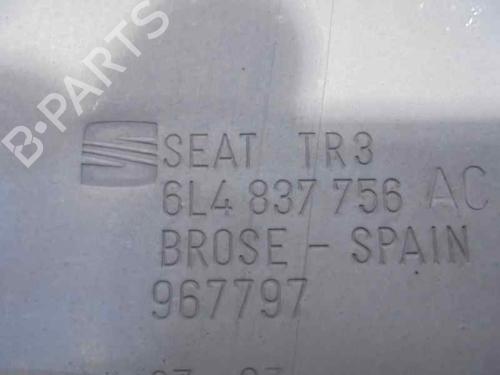 B-PARTS
SEAT TR3
6L4 837 756 AC
BROSE - SPAIN
967797